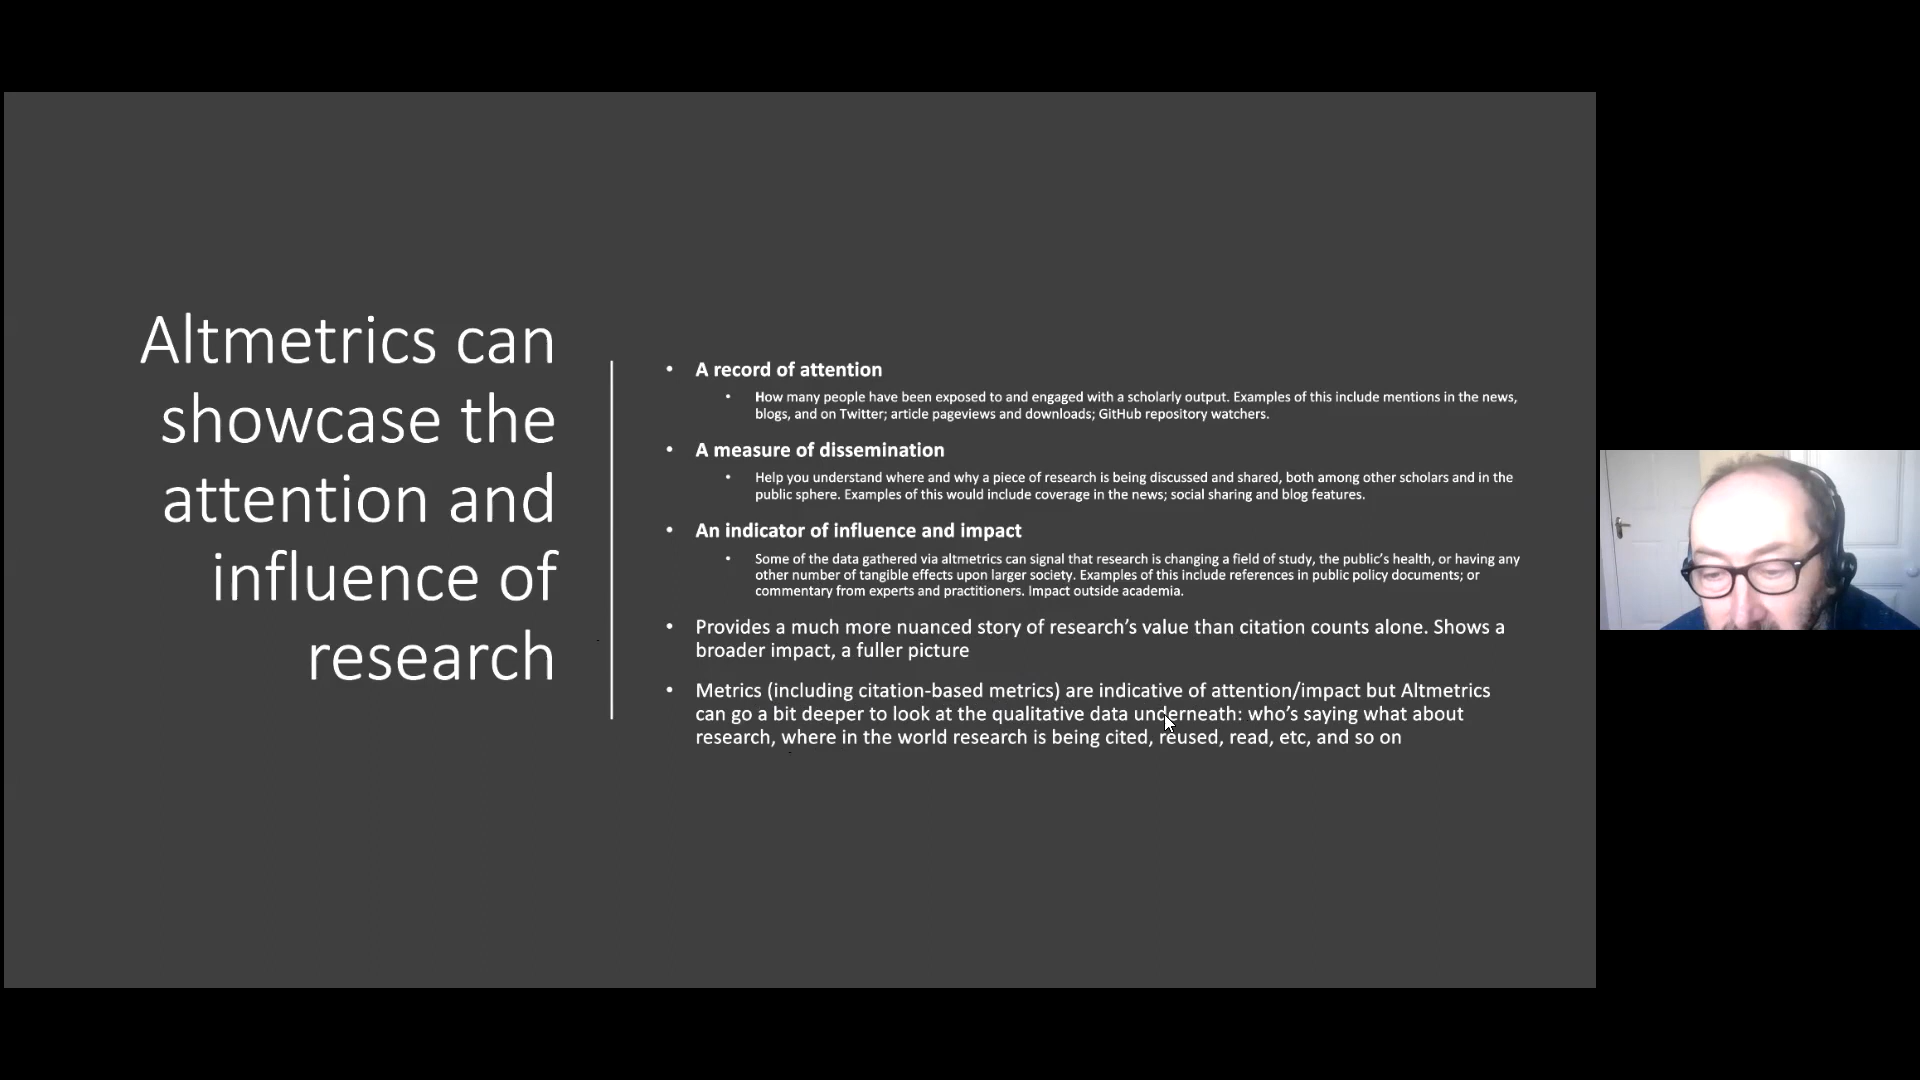 Altmetrics can
showcase the
attention and
influence of
research
• A record of attention
• How many people have been exposed to and engaged with a scholarly output. Examples of this include mentions in the news,
blogs, and on Twitter; article pageviews and downloads; GitHub repository watchers.
• A measure of dissemination
• Help you understand where and why a piece of research is being discussed and shared, both among other scholars and in the
public sphere. Examples of this would include coverage in the news; social sharing and blog features.
• An indicator of influence and impact
• Some of the data gathered via altmetrics can signal that research is changing a field of study, the public’s health, or having any
other number of tangible effects upon larger society. Examples of this include references in public policy documents; or
commentary from experts and practitioners. Impact outside academia.
• Provides a much more nuanced story of research’s value than citation counts alone. Shows a
broader impact, a fuller picture
• Metrics (including citation-based metrics) are indicative of attention/impact but Altmetrics
can go a bit deeper to look at the qualitative data underneath: who’s saying what about
research, where in the world research is being cited, reused, read, etc, and so on